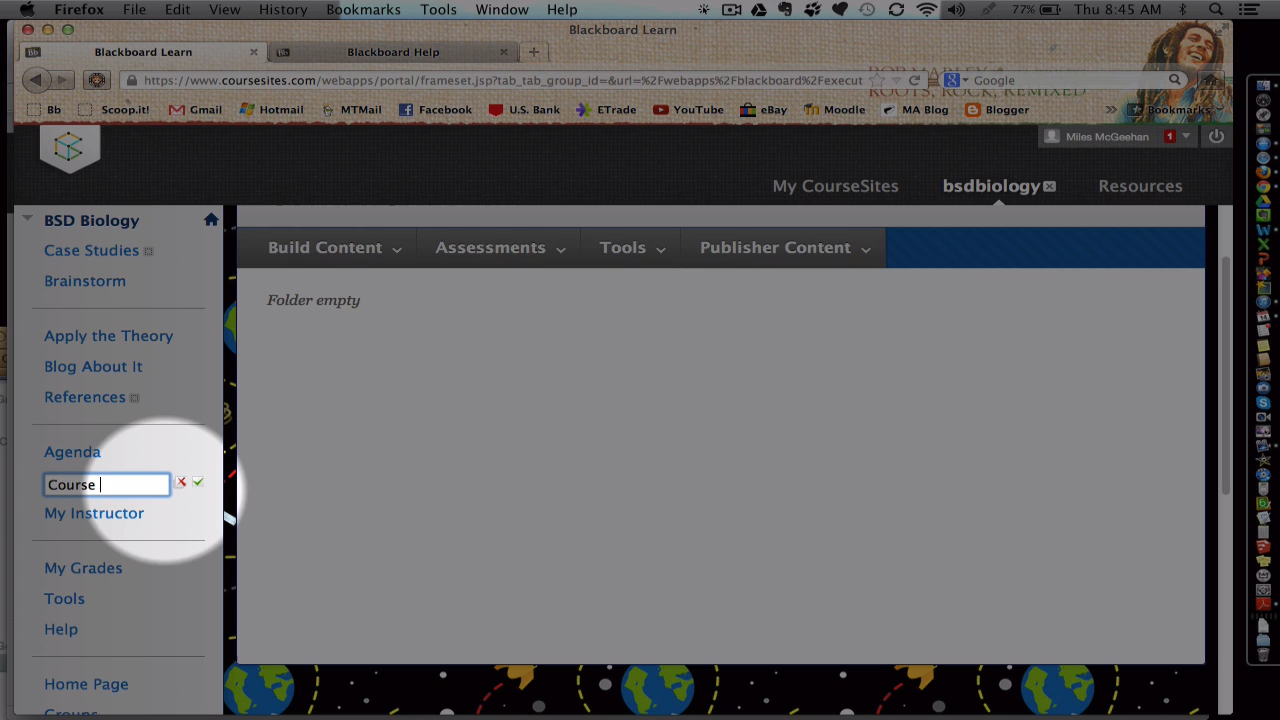 Firefox File Edit View History Bookmarks Tools Window Help 77% Thu 8:45 AM
Blackboard Learn
Blackboard Learn Blackboard Help
https://www.coursesites.com/webapps/portal/frameset.jsp?tab_tab_group_id=&url=%2Fwebapps%2Fblackboard%2Fexecut Google
ROOTS, ROCK, REMIXED
Bb Scoop.it! Gmail Hotmail MTMail Facebook U.S. Bank ETrade YouTube eBay Moodle MA Blog Blogger Bookmarks
Miles McGeehan 1
My CourseSites bsdbiology Resources
BSD Biology
Case Studies
Brainstorm
Apply the Theory
Blog About It
References
Agenda
Course
My Instructor
My Grades
Tools
Help
Home Page
Groups
Build Content Assessments Tools Publisher Content
Folder empty